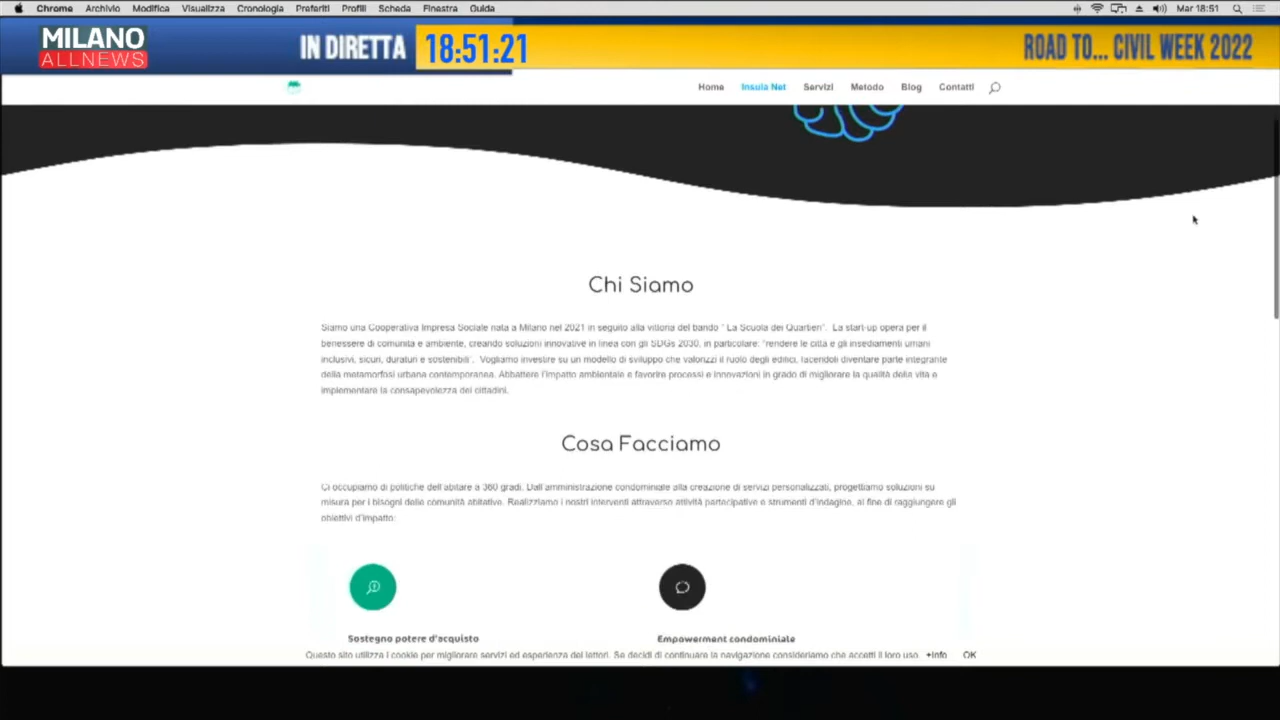 Chrome Archivio Modifica Visualizza Cronologia Preferiti Profili Scheda Finestra Guida Mar 18:51
MILANO
ALLNEWS
IN DIRETTA
18:51:21
ROAD TO... CIVIL WEEK 2022
Home Insula Net Servizi Metodo Blog Contatti
Chi Siamo
Siamo una Cooperativa Impresa Sociale nata a Milano nel 2021 in seguito alla vittoria del bando " La Scuola dei Quartieri". La start-up opera per il
benessere di comunità e ambiente, creando soluzioni innovative in linea con gli SDGs 2030, in particolare: "rendere le città e gli insediamenti umani
inclusivi, sicuri, duraturi e sostenibili". Vogliamo investire su un modello di sviluppo che valorizzi il ruolo degli edifici, facendoli diventare parte integrante
della metamorfosi urbana contemporanea. Abbattere l'impatto ambientale e favorire processi e innovazioni in grado di migliorare la qualità della vita e
implementare la consapevolezza dei cittadini.
Cosa Facciamo
Ci occupiamo di politiche dell'abitare a 360 gradi. Dall'amministrazione condominiale alla creazione di servizi personalizzati, progettiamo soluzioni su
misura per i bisogni delle comunità abitative. Realizziamo i nostri interventi attraverso attività partecipative e strumenti d'indagine, al fine di raggiungere gli
obiettivi d'impatto:
Sostegno potere d'acquisto
Empowerment condominiale
Questo sito utilizza i cookie per migliorare servizi ed esperienza dei lettori. Se decidi di continuare la navigazione consideriamo che accetti il loro uso. +Info OK